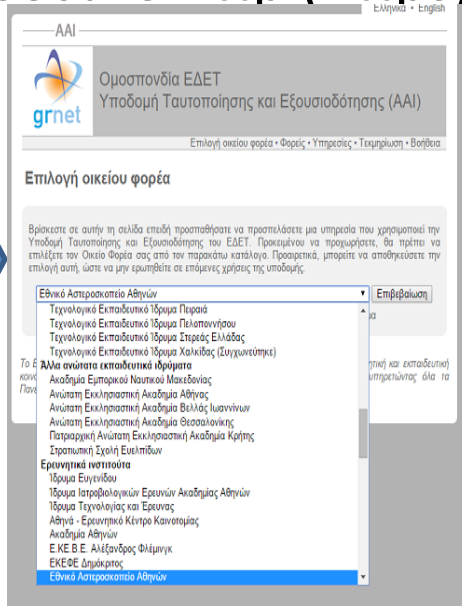 Ελληνικά • English
AAI
grnet
Ομοσπονδία ΕΔΕΤ
Υποδομή Ταυτοποίησης και Εξουσιοδότησης (AAI)
Επιλογή οικείου φορέα • Φορείς • Υπηρεσίες • Τεκμηρίωση • Βοήθεια
Επιλογή οικείου φορέα
Βρίσκεστε σε αυτήν τη σελίδα επειδή προσπαθήσατε να προσπελάσετε μια υπηρεσία που χρησιμοποιεί την
Υποδομή Ταυτοποίησης και Εξουσιοδότησης του ΕΔΕΤ. Προκειμένου να προχωρήσετε, θα πρέπει να
επιλέξετε τον Οικείο Φορέα σας από τον παρακάτω κατάλογο. Προαιρετικά, μπορείτε να αποθηκεύσετε την
επιλογή αυτή, ώστε να μην ερωτηθείτε σε επόμενες χρήσεις της υποδομής.
Εθνικό Αστεροσκοπείο Αθηνών Επιβεβαίωση
Τεχνολογικό Εκπαιδευτικό Ίδρυμα Πειραιά
Τεχνολογικό Εκπαιδευτικό Ίδρυμα Πελοποννήσου
Τεχνολογικό Εκπαιδευτικό Ίδρυμα Στερεάς Ελλάδας
Τεχνολογικό Εκπαιδευτικό Ίδρυμα Χαλκίδας (Συγχωνεύτηκε)
Άλλα ανώτατα εκπαιδευτικά ιδρύματα
Ακαδημία Εμπορικού Ναυτικού Μακεδονίας
Ανώτατη Εκκλησιαστική Ακαδημία Αθήνας
Ανώτατη Εκκλησιαστική Ακαδημία Βελλάς Ιωαννίνων
Ανώτατη Εκκλησιαστική Ακαδημία Θεσσαλονίκης
Πατριαρχική Ανώτατη Εκκλησιαστική Ακαδημία Κρήτης
Στρατιωτική Σχολή Ευελπίδων
Ερευνητικά ινστιτούτα
Ίδρυμα Ευγενίδου
Ίδρυμα Ιατροβιολογικών Ερευνών Ακαδημίας Αθηνών
Ίδρυμα Τεχνολογίας και Έρευνας
Αθηνά - Ερευνητικό Κέντρο Καινοτομίας
Ακαδημία Αθηνών
Ε.ΚΕ.Β.Ε. Αλέξανδρος Φλέμινγκ
ΕΚΕΦΕ Δημόκριτος
Εθνικό Αστεροσκοπείο Αθηνών